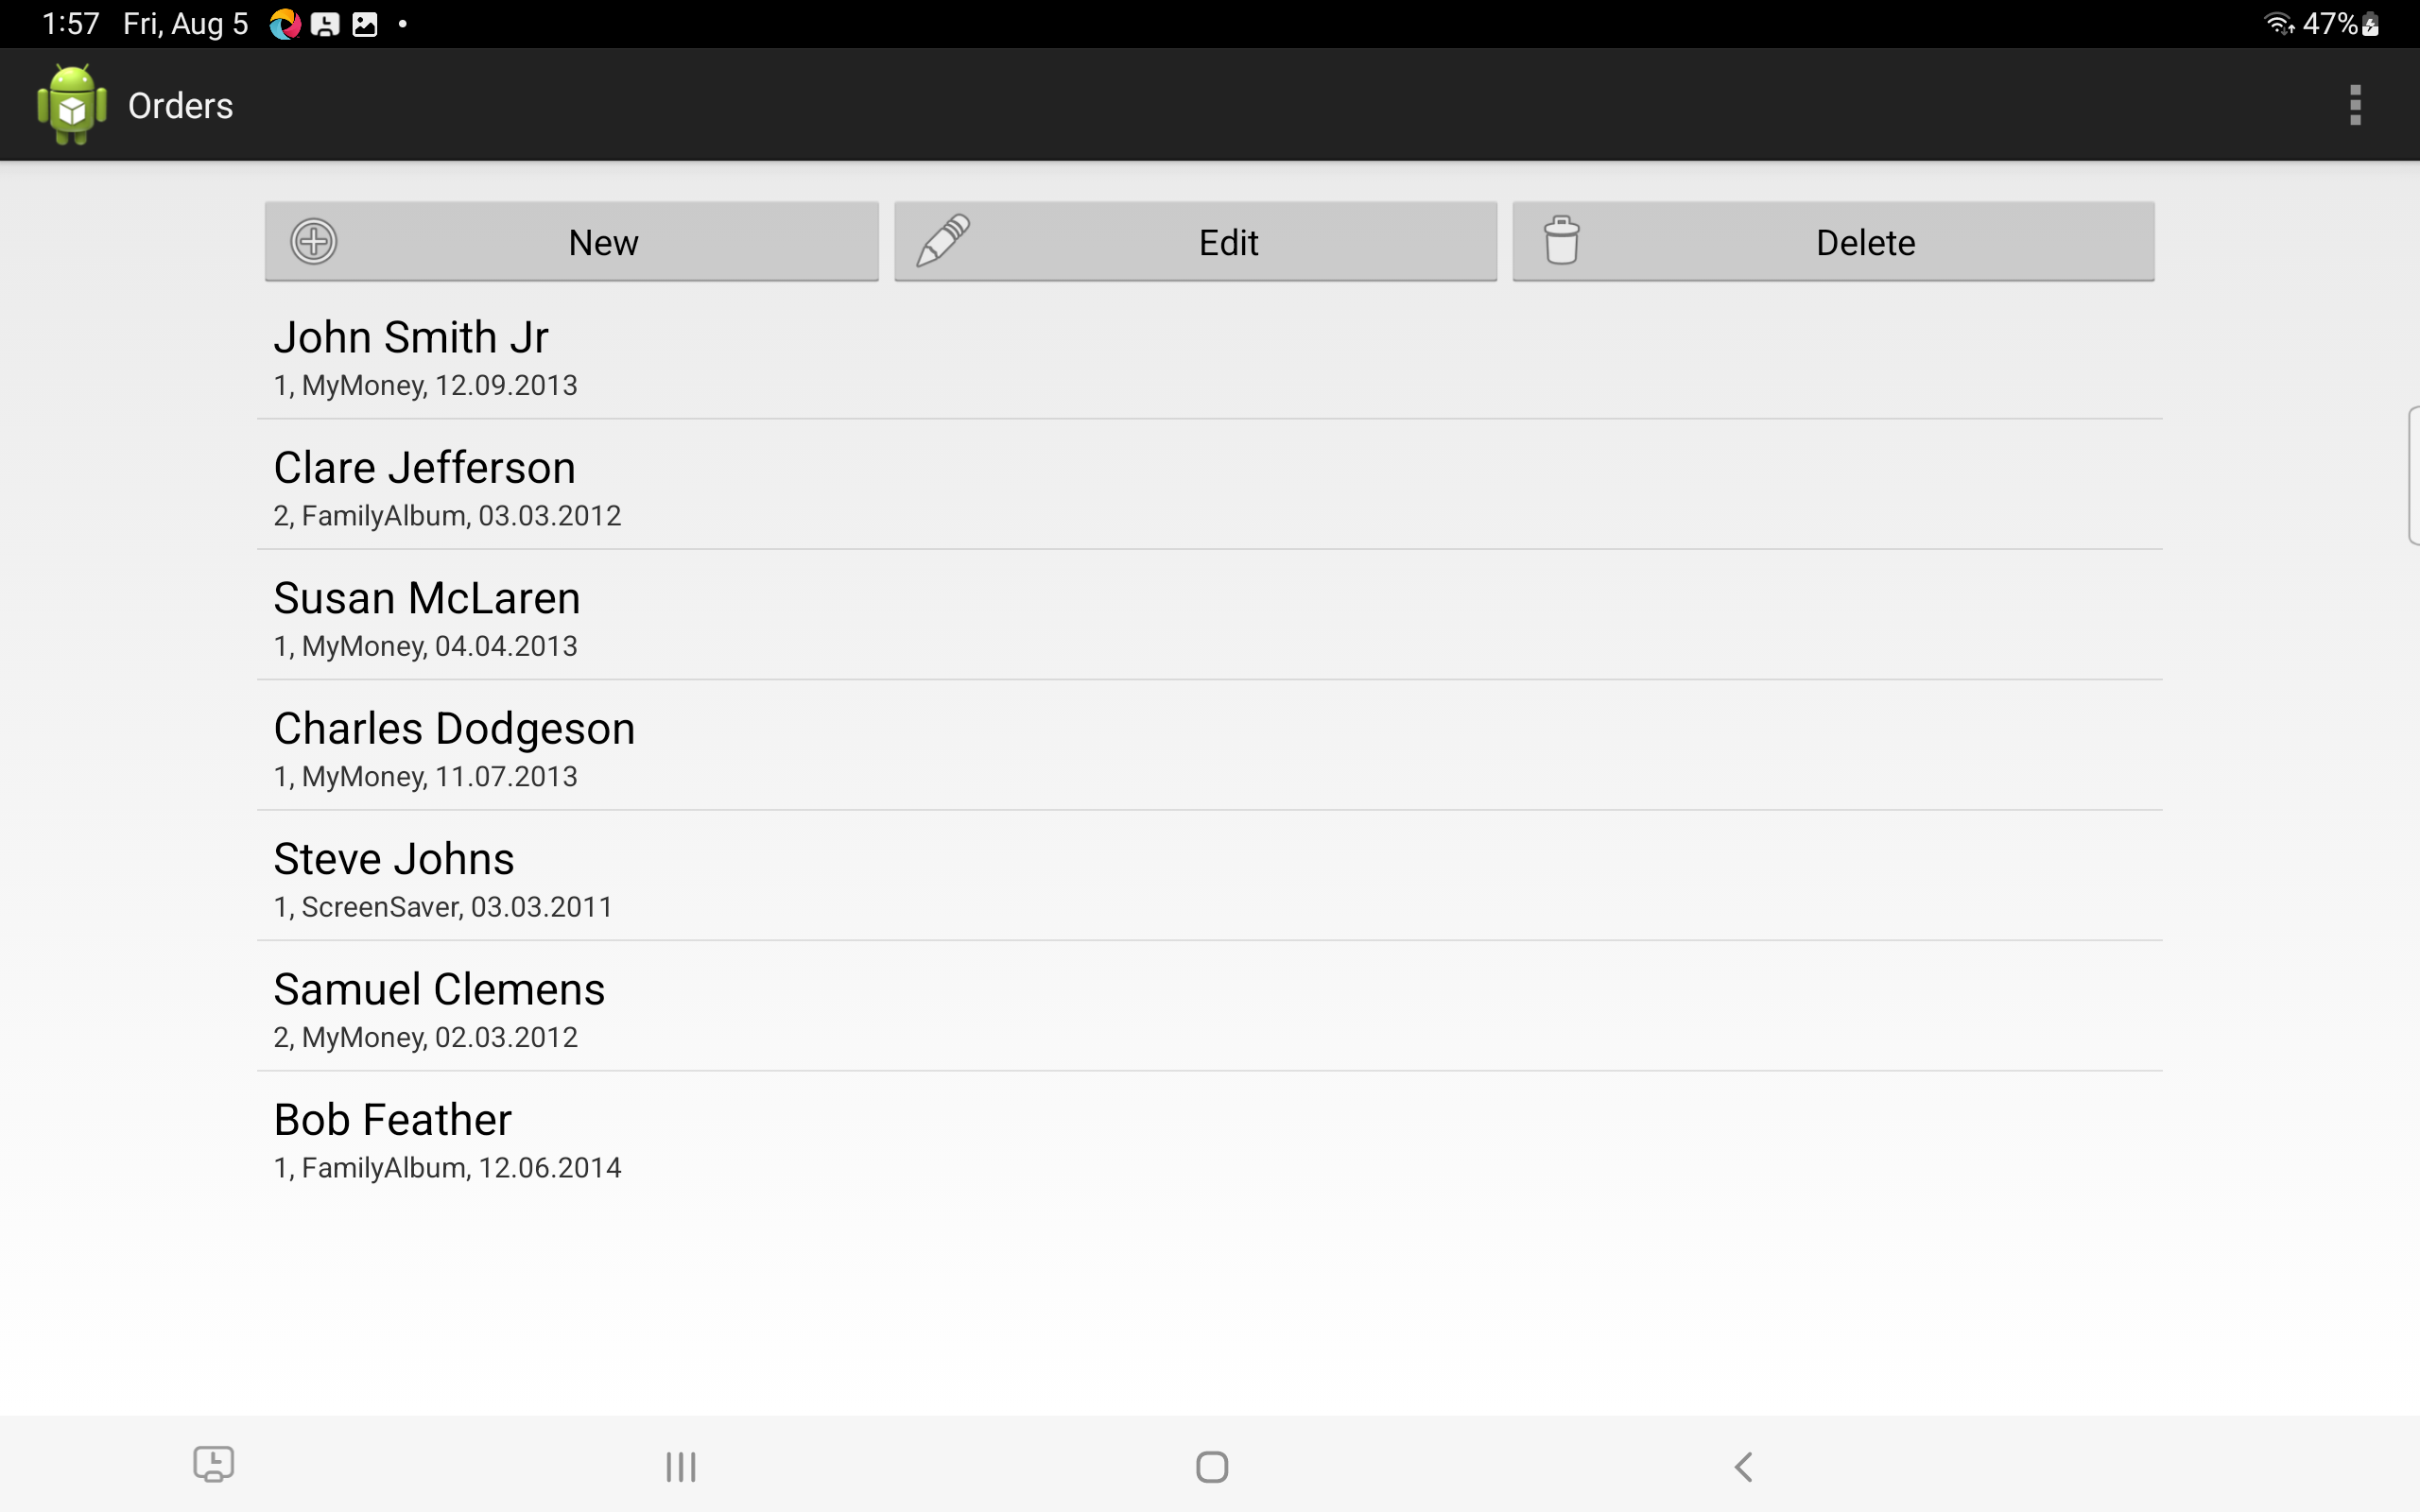 1:57 Fri, Aug 5 47%
Orders
New Edit Delete
John Smith Jr
1, MyMoney, 12.09.2013
Clare Jefferson
2, FamilyAlbum, 03.03.2012
Susan McLaren
1, MyMoney, 04.04.2013
Charles Dodgeson
1, MyMoney, 11.07.2013
Steve Johns
1, ScreenSaver, 03.03.2011
Samuel Clemens
2, MyMoney, 02.03.2012
Bob Feather
1, FamilyAlbum, 12.06.2014